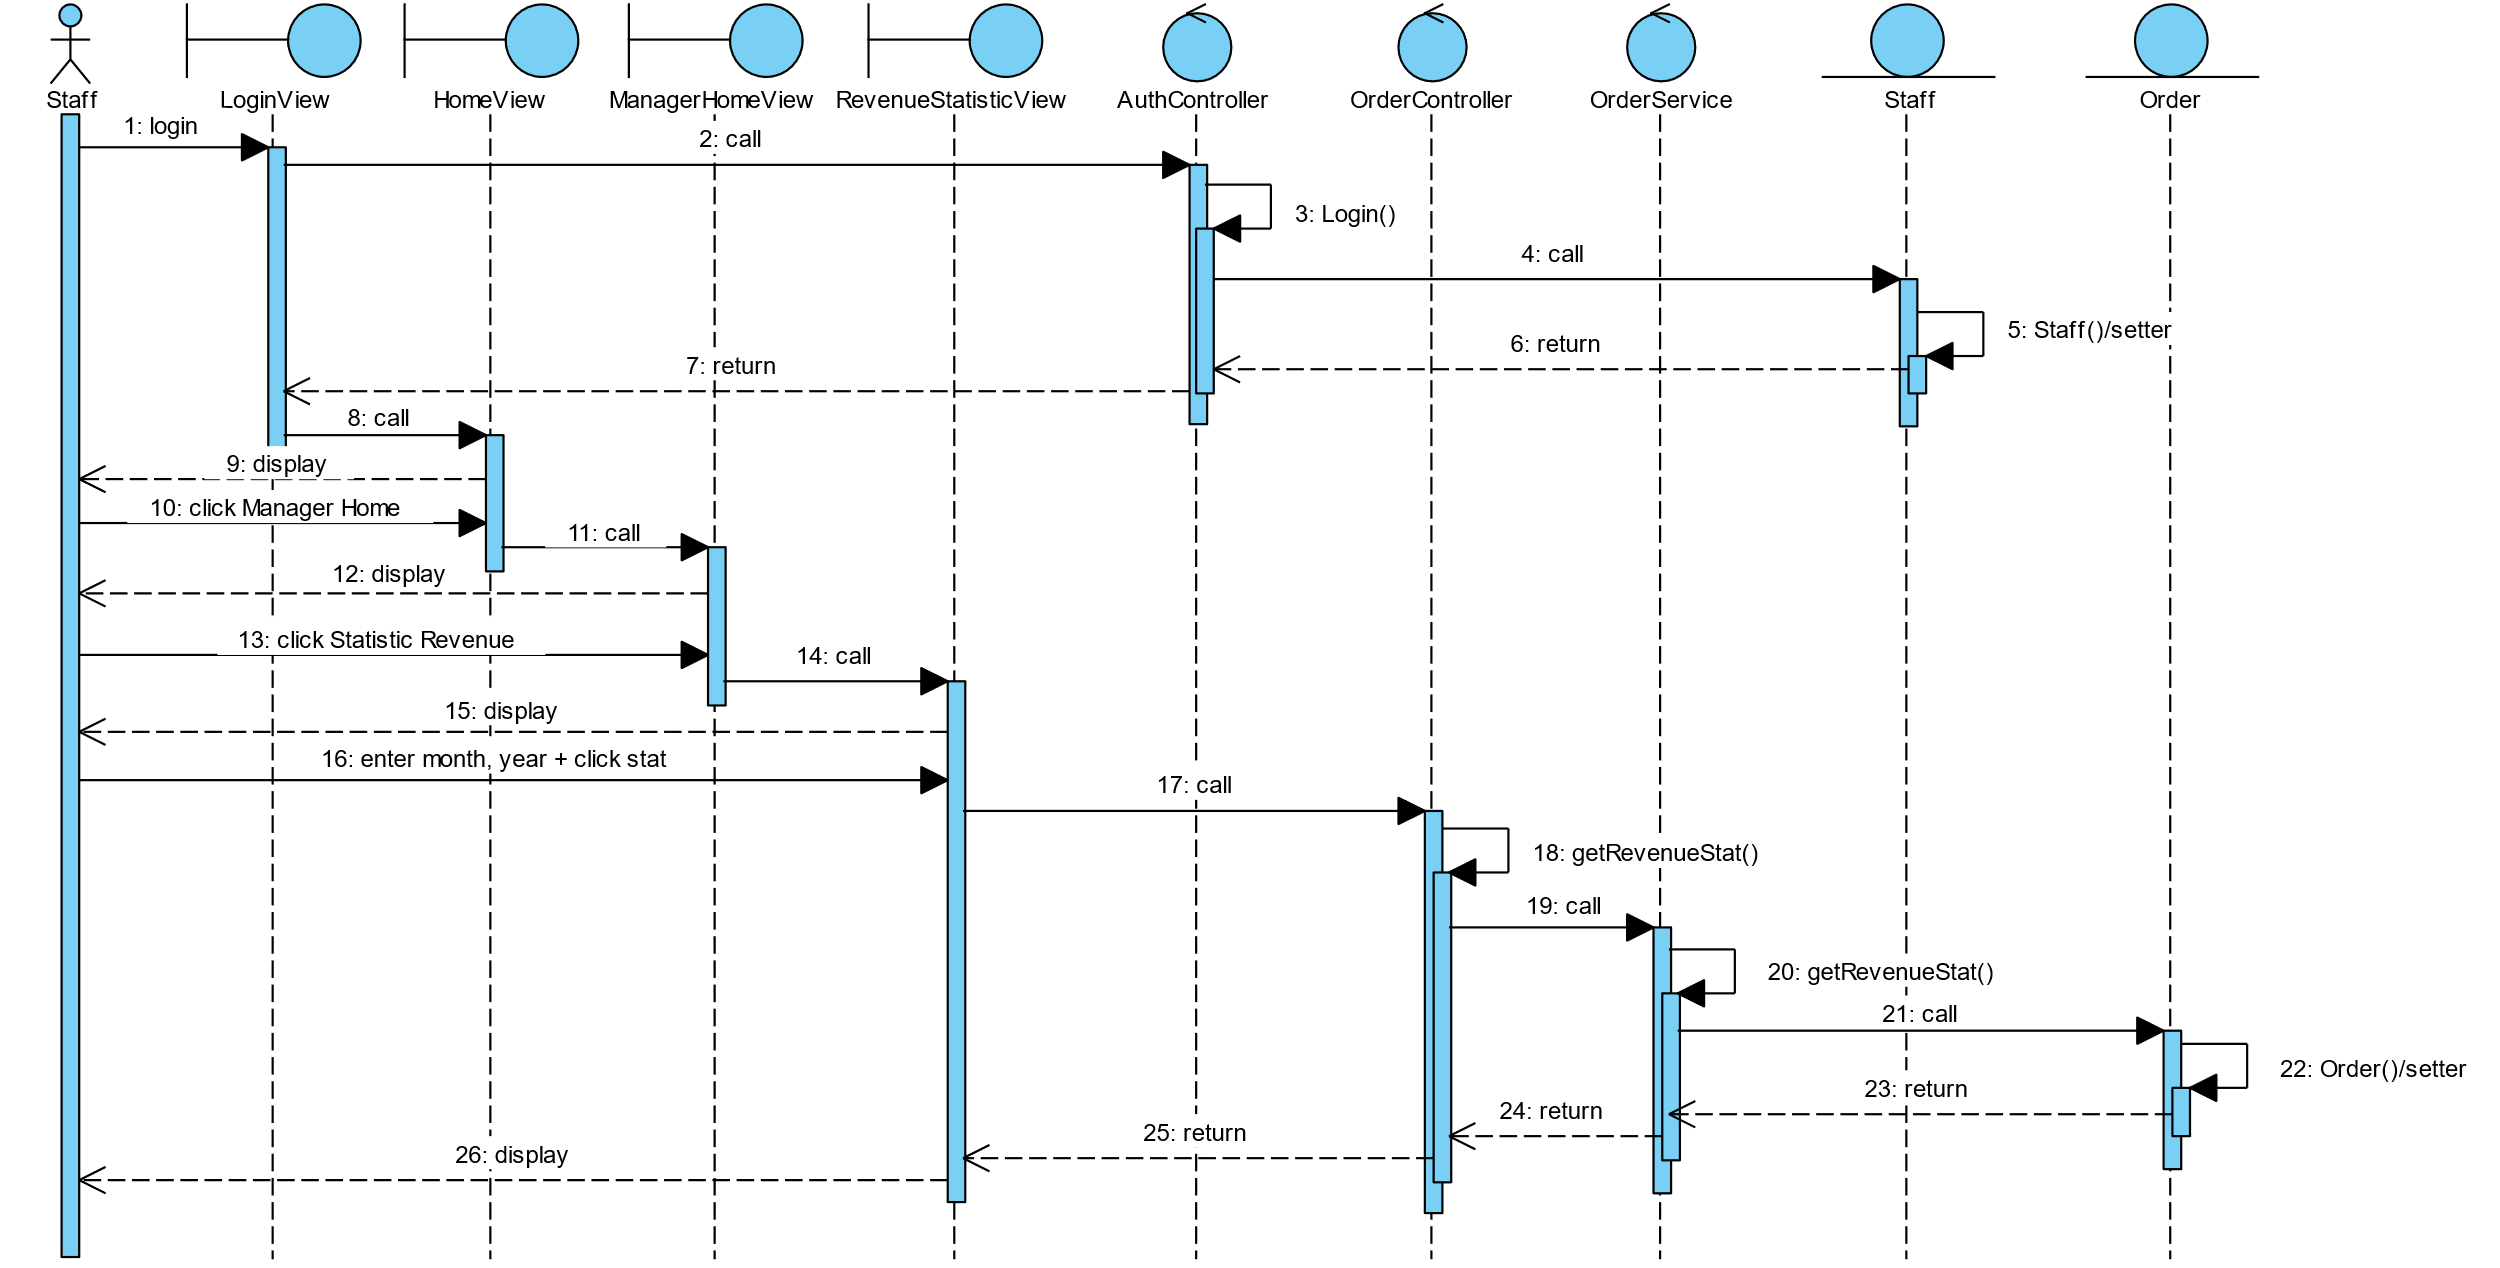 Staff
LoginView
HomeView
ManagerHomeView
RevenueStatisticView
AuthController
OrderController
OrderService
Staff
Order
1: login
2: call
3: Login()
4: call
5: Staff()/setter
6: return
7: return
8: call
9: display
10: click Manager Home
11: call
12: display
13: click Statistic Revenue
14: call
15: display
16: enter month, year + click stat
17: call
18: getRevenueStat()
19: call
20: getRevenueStat()
21: call
22: Order()/setter
23: return
24: return
25: return
26: display